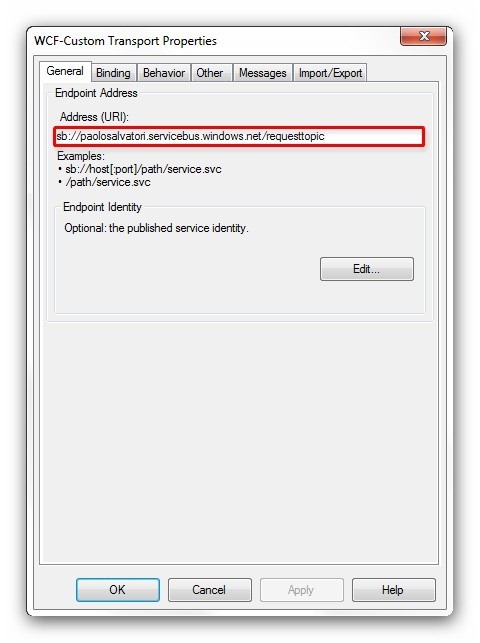 WCF-Custom Transport Properties
General Binding Behavior Other Messages Import/Export
Endpoint Address
Address (URI):
sb://paolosalvatori.servicebus.windows.net/requesttopic
Examples:
• sb://host[:port]/path/service.svc
• /path/service.svc
Endpoint Identity
Optional: the published service identity.
Edit...
OK Cancel Apply Help